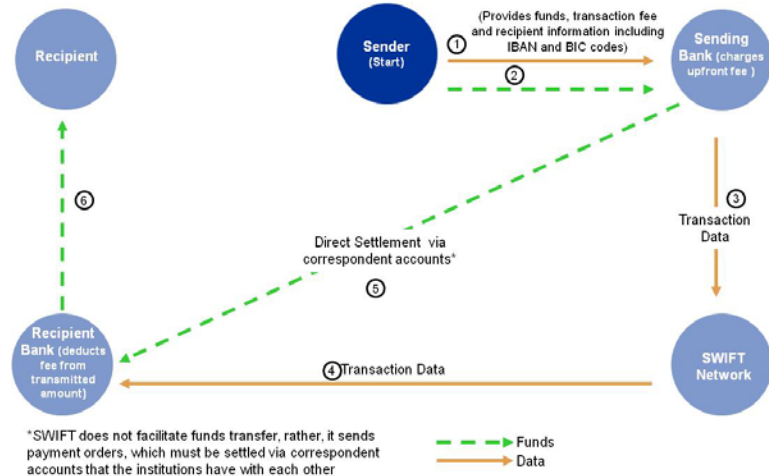 Recipient
Sender
(Start)
1
(Provides funds, transaction fee
and recipient information including
IBAN and BIC codes)
2
Sending
Bank (charges
upfront fee )
3
Transaction
Data
6
Direct Settlement via
correspondent accounts*
5
Recipient
Bank (deducts
fee from
transmitted
amount)
4
Transaction Data
SWIFT
Network
*SWIFT does not facilitate funds transfer, rather, it sends
payment orders, which must be settled via correspondent
accounts that the institutions have with each other
Funds
Data